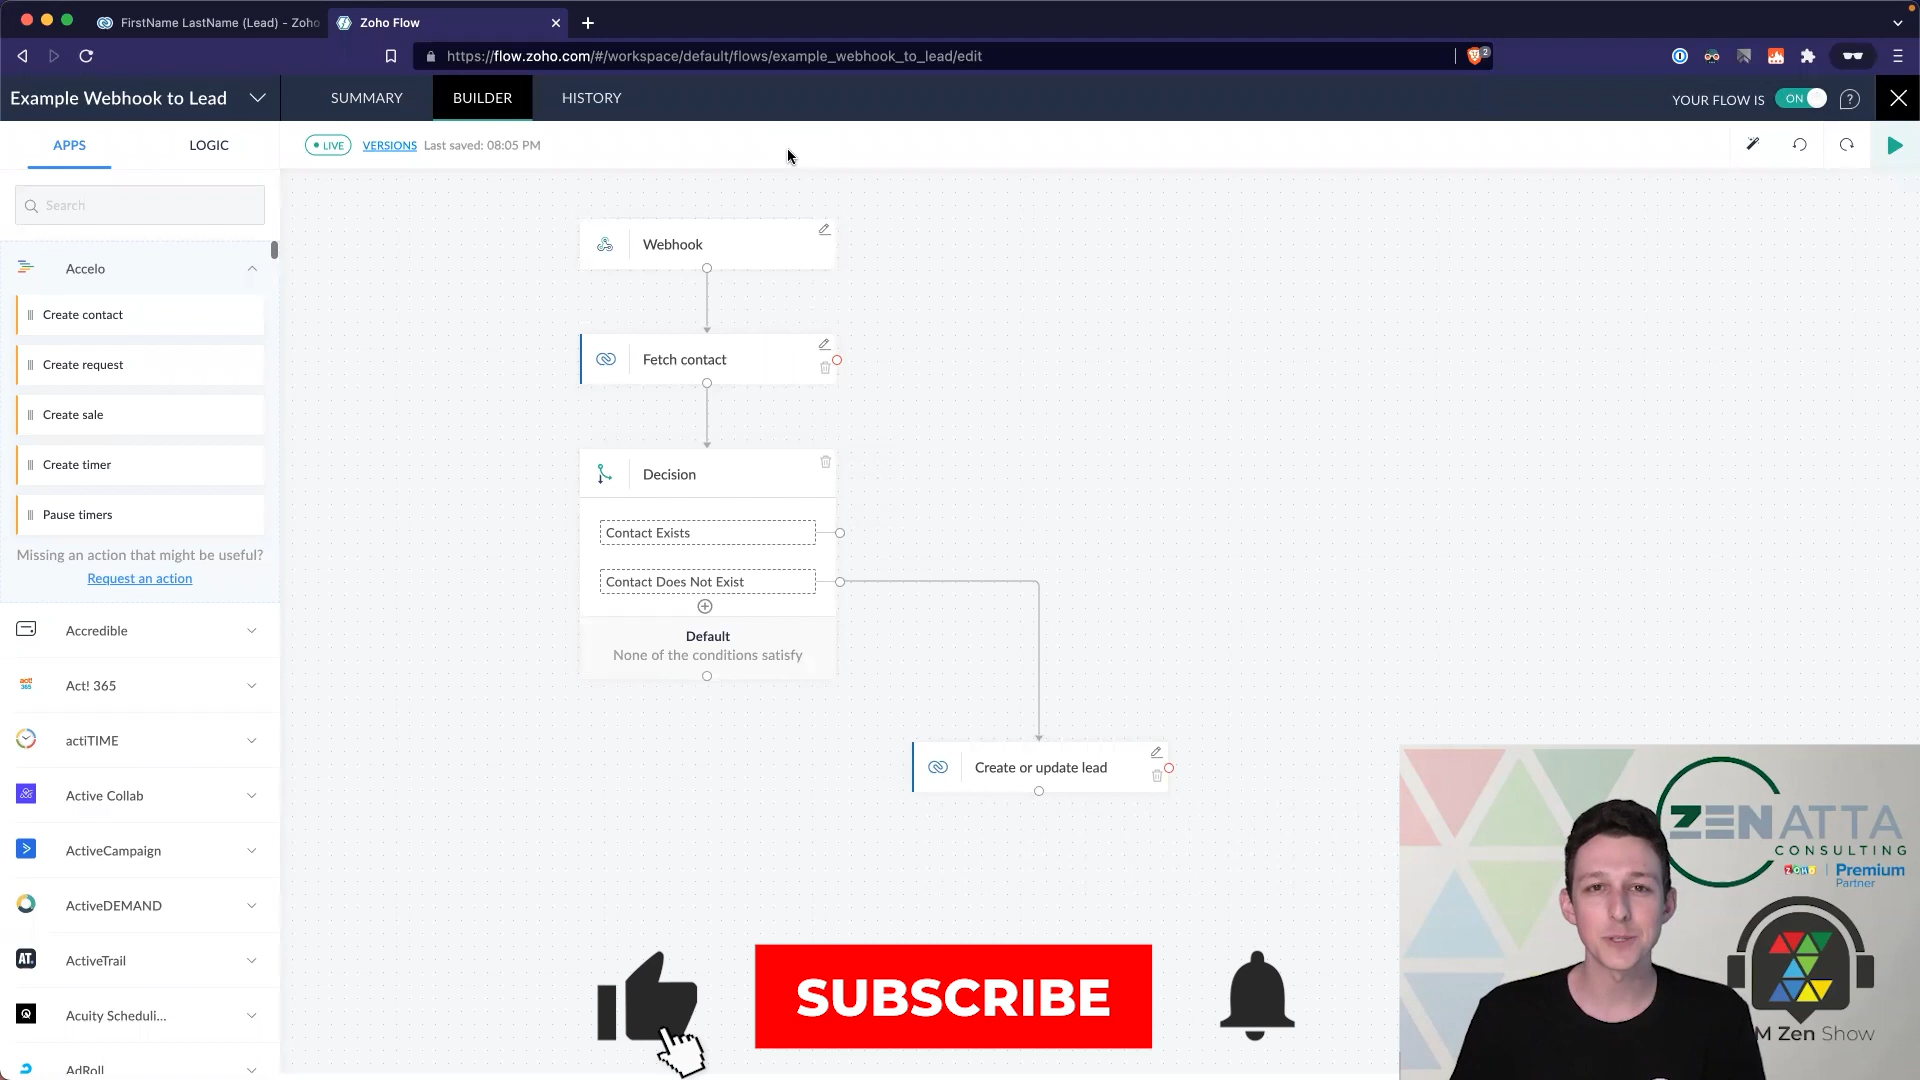 FirstName LastName (Lead) - Zoho
Zoho Flow
https://flow.zoho.com/#/workspace/default/flows/example_webhook_to_lead/edit
2
Example Webhook to Lead
SUMMARY
BUILDER
HISTORY
YOUR FLOW IS
ON
APPS
LOGIC
LIVE
VERSIONS
Last saved: 08:05 PM
Search
Accelo
Create contact
Create request
Create sale
Create timer
Pause timers
Missing an action that might be useful?
Request an action
Accredible
act!
365
Act! 365
actiTIME
Active Collab
ActiveCampaign
ActiveDEMAND
AT.
ActiveTrail
Acuity Scheduli...
AdRoll
Webhook
Fetch contact
Decision
Contact Exists
Contact Does Not Exist
Default
None of the conditions satisfy
Create or update lead
SUBSCRIBE
ZENATTA
CONSULTING
ZOHO
Premium
Partner
M Zen Show